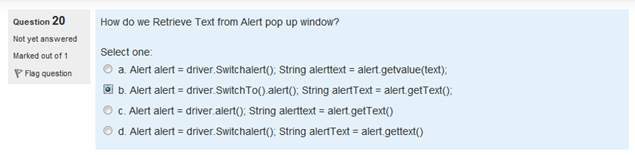 Question 20
Not yet answered
Marked out of 1
Flag question
How do we Retrieve Text from Alert pop up window?
Select one:
a. Alert alert = driver.Switchalert(); String alerttext = alert.getvalue(text);
b. Alert alert = driver.SwitchTo().alert(); String alertText = alert.getText();
c. Alert alert = driver.alert(); String alerttext = alert.getText()
d. Alert alert = driver.Switchalert(); String alertText = alert.gettext()